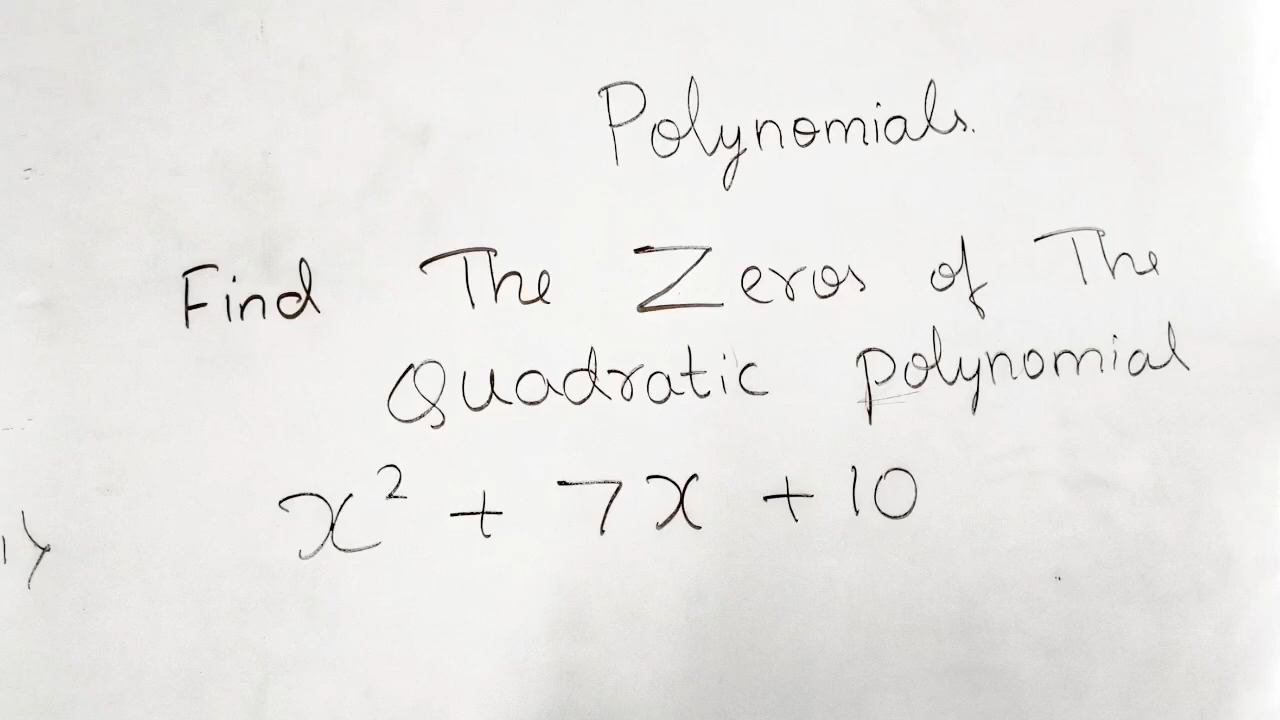 Polynomials.
Find The Zeros of The
Quadratic polynomial
1) x² + 7x + 10